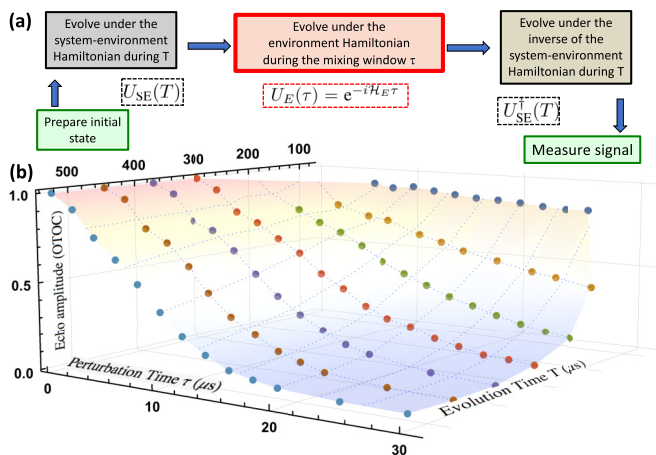 (a)
Evolve under the
system-environment
Hamiltonian during T
Evolve under the
environment Hamiltonian
during the mixing window τ
Evolve under the
inverse of the
system-environment
Hamiltonian during T
U_SE(T)
U_E(τ) = e^{-iℋ_E τ}
U†_SE(T)
Prepare initial
state
Measure signal
(b)
500
400
300
200
100
1.0
0.5
0.0
Echo amplitude (OTOC)
Perturbation Time τ (μs)
Evolution Time T (μs)
0
10
20
30